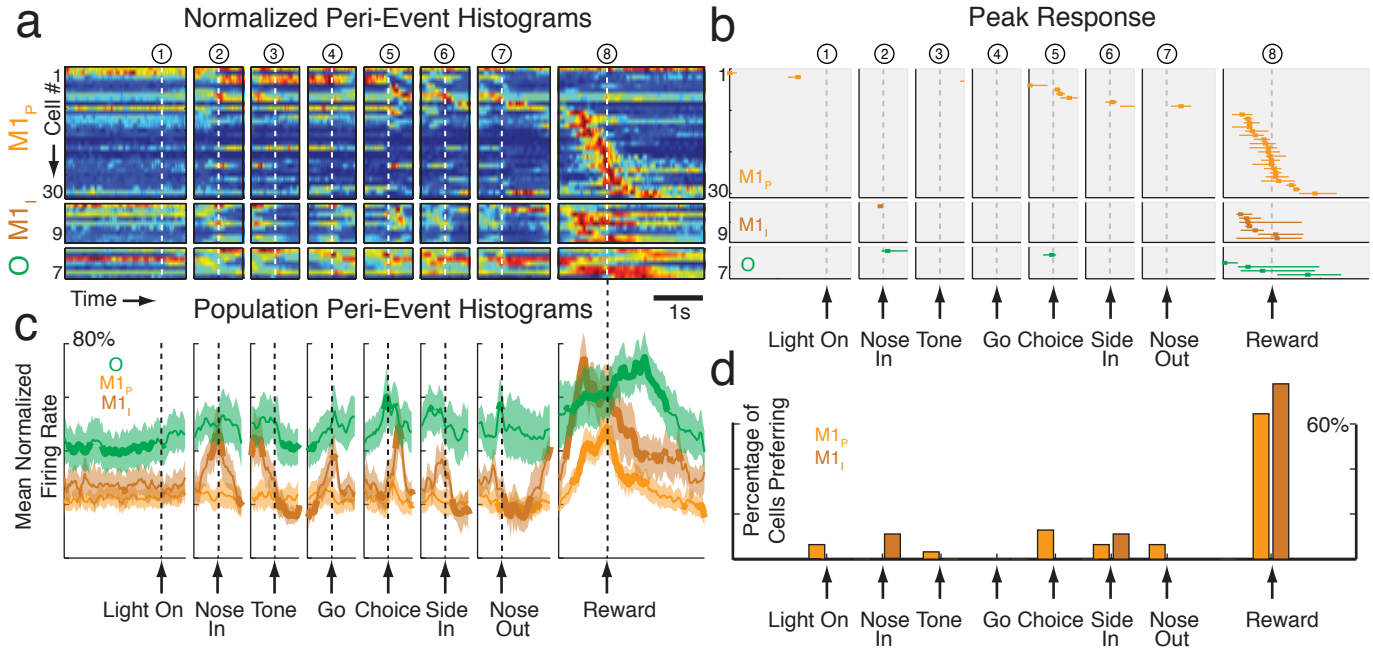 a
Normalized Peri-Event Histograms
① ② ③ ④ ⑤ ⑥ ⑦ ⑧
M1P
Cell #
1
30
M1I
9
O
7
Time
1s
b
Peak Response
① ② ③ ④ ⑤ ⑥ ⑦ ⑧
1
M1P
30
M1I
9
O
7
Light On
Nose In
Tone
Go
Choice
Side In
Nose Out
Reward
c
Population Peri-Event Histograms
80%
O
M1P
M1I
Mean Normalized
Firing Rate
Light On
Nose In
Tone
Go
Choice
Side In
Nose Out
Reward
d
Percentage of
Cells Preferring
M1P
M1I
60%
Light On
Nose In
Tone
Go
Choice
Side In
Nose Out
Reward